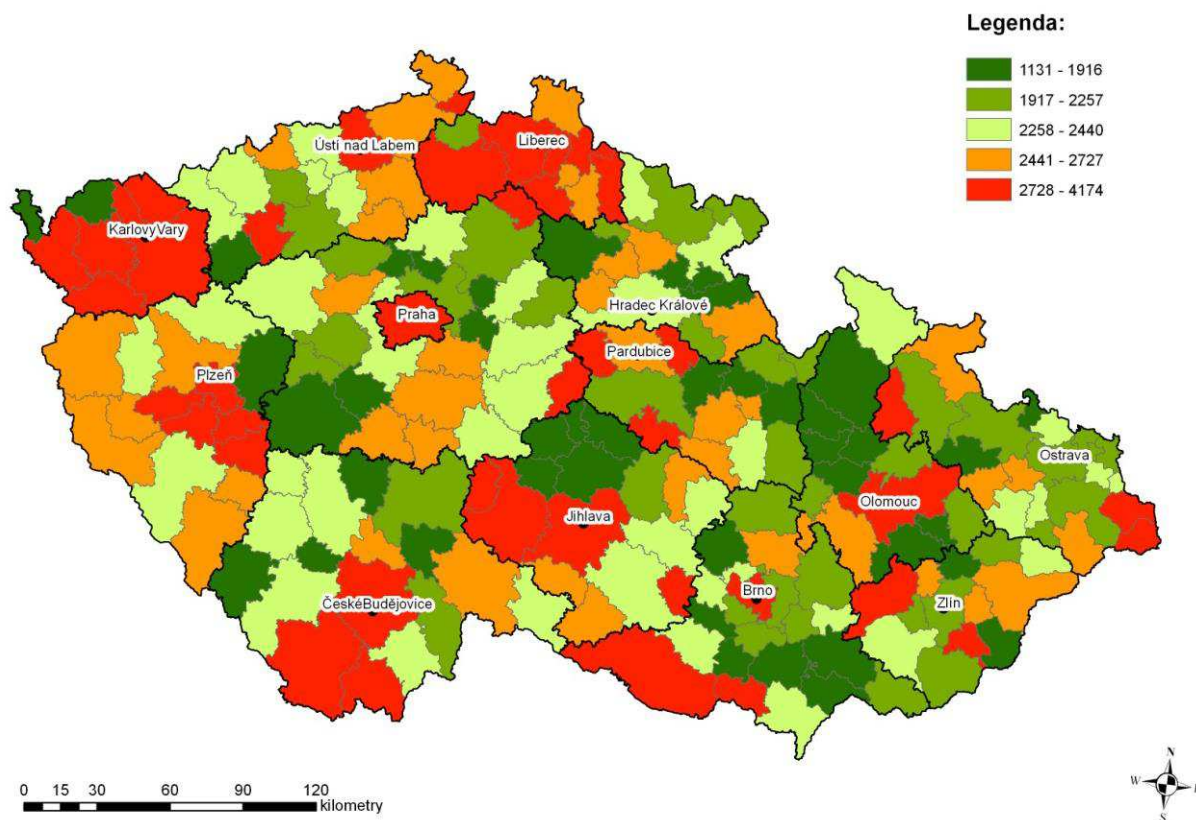 Legenda:
1131 - 1916
1917 - 2257
2258 - 2440
2441 - 2727
2728 - 4174
Ústí nad Labem
Liberec
KarlovyVary
Hradec Králové
Praha
Pardubice
Plzeň
Ostrava
Olomouc
Jihlava
Brno
ČeskéBudějovice
Zlín
0 15 30 60 90 120
kilometry
N
W
S